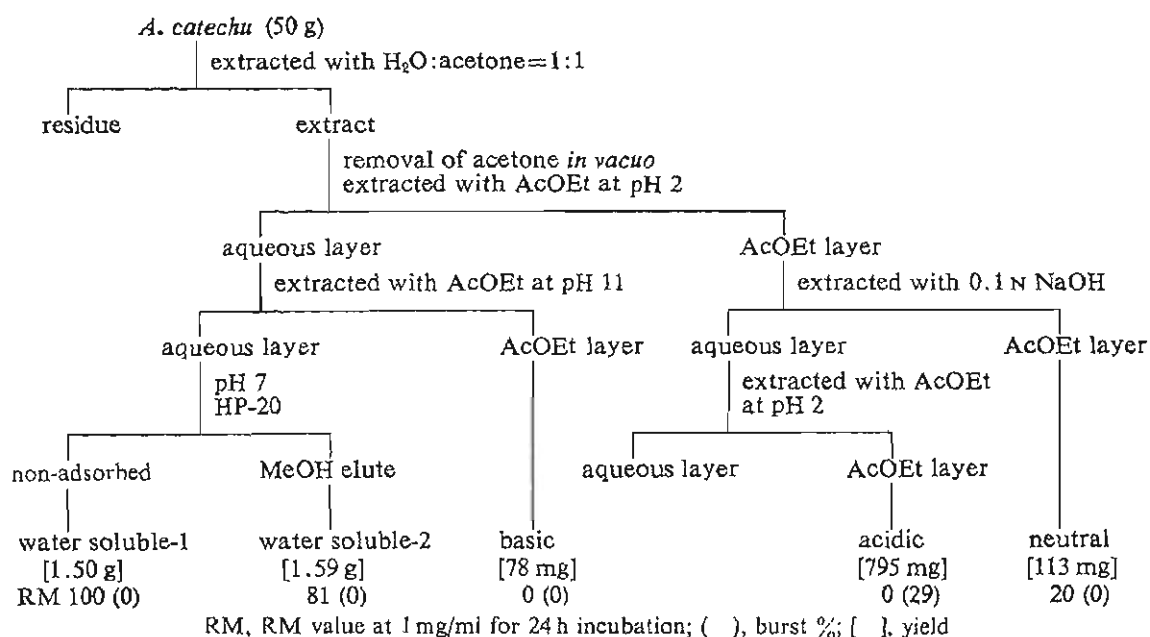 A. catechu (50 g)
extracted with H₂O:acetone=1:1
residue extract
removal of acetone in vacuo
extracted with AcOEt at pH 2
aqueous layer AcOEt layer
extracted with AcOEt at pH 11 extracted with 0.1 N NaOH
aqueous layer AcOEt layer aqueous layer AcOEt layer
pH 7 extracted with AcOEt
HP-20 at pH 2
non-adsorbed MeOH elute aqueous layer AcOEt layer
water soluble-1 water soluble-2 basic acidic neutral
[1.50 g] [1.59 g] [78 mg] [795 mg] [113 mg]
RM 100 (0) 81 (0) 0 (0) 0 (29) 20 (0)
RM, RM value at 1 mg/ml for 24 h incubation; ( ), burst %; [ ], yield